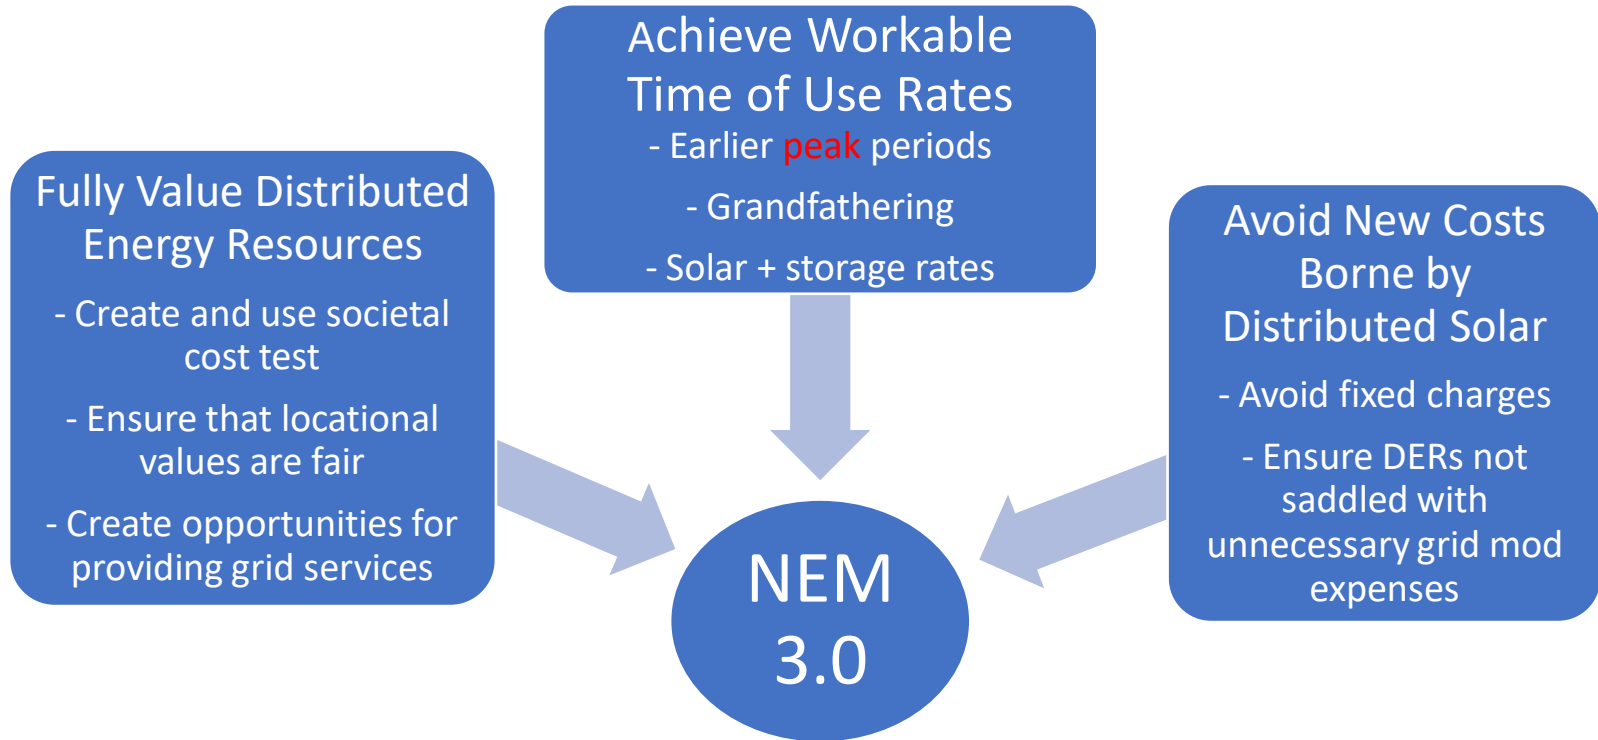 Fully Value Distributed
Energy Resources
- Create and use societal
cost test
- Ensure that locational
values are fair
- Create opportunities for
providing grid services
Achieve Workable
Time of Use Rates
- Earlier peak periods
- Grandfathering
- Solar + storage rates
Avoid New Costs
Borne by
Distributed Solar
- Avoid fixed charges
- Ensure DERs not
saddled with
unnecessary grid mod
expenses
NEM
3.0